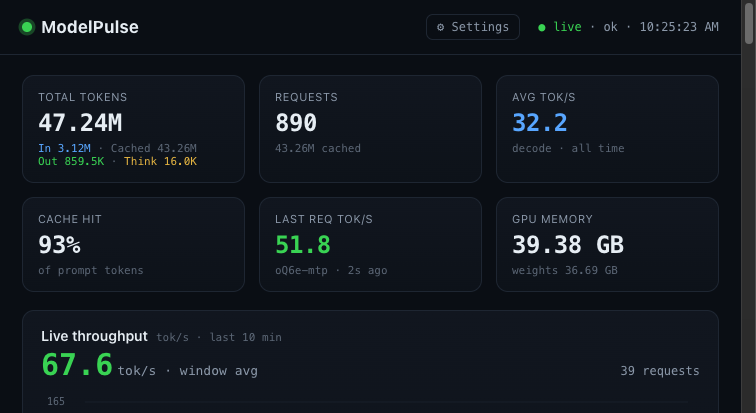 ModelPulse
⚙ Settings
● live · ok · 10:25:23 AM
TOTAL TOKENS
47.24M
In 3.12M · Cached 43.26M
Out 859.5K · Think 16.0K
REQUESTS
890
43.26M cached
AVG TOK/S
32.2
decode · all time
CACHE HIT
93%
of prompt tokens
LAST REQ TOK/S
51.8
oQ6e-mtp · 2s ago
GPU MEMORY
39.38 GB
weights 36.69 GB
Live throughput tok/s · last 10 min
67.6 tok/s · window avg
39 requests
165